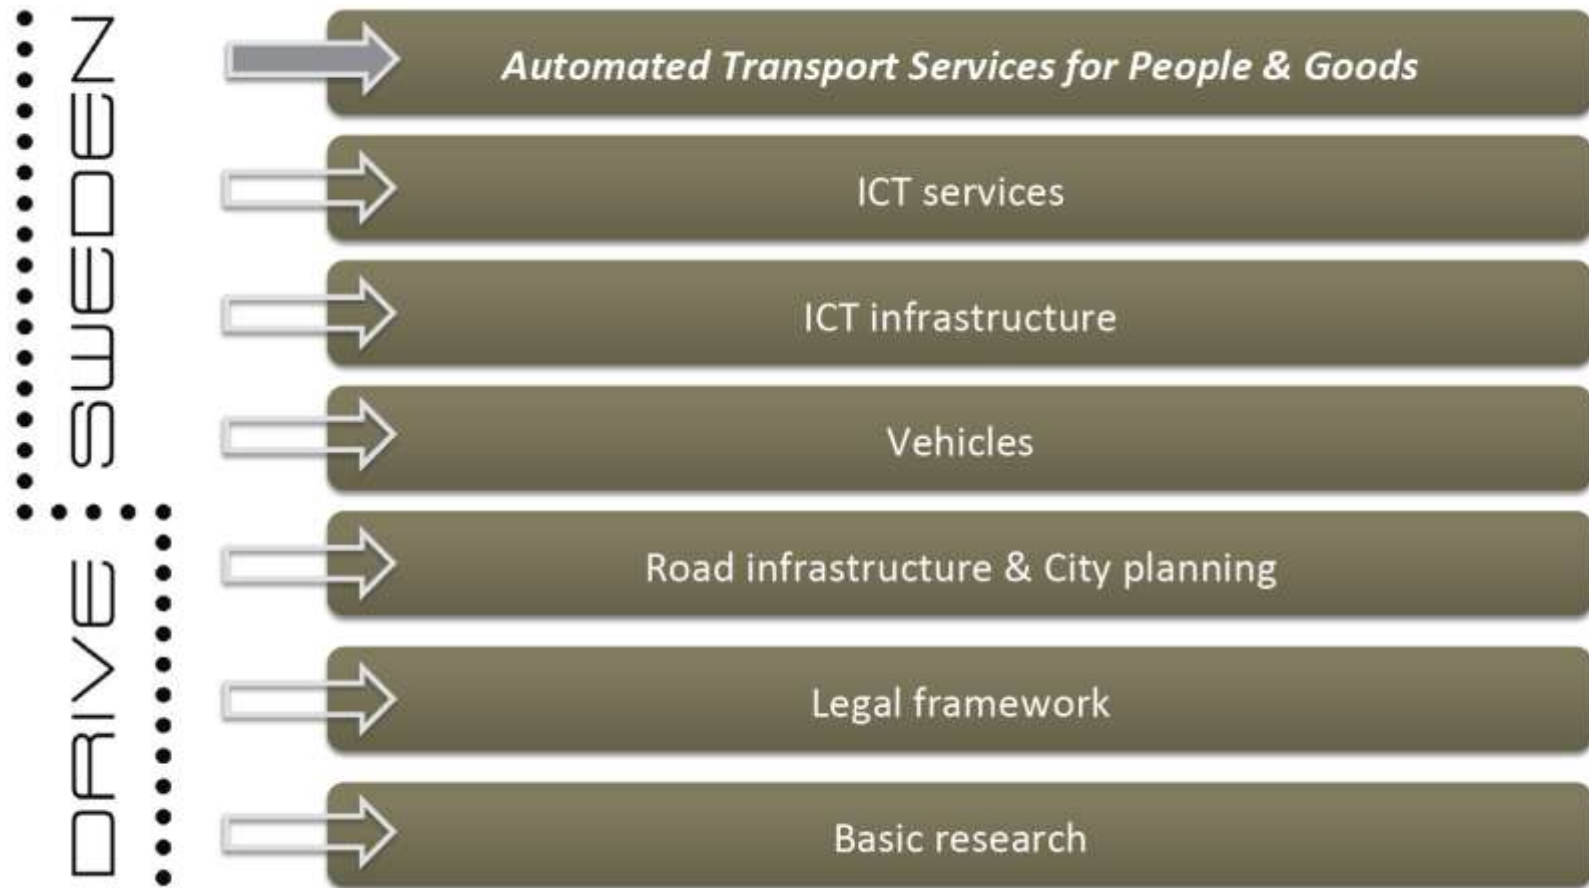 DRIVE SWEDEN
Automated Transport Services for People & Goods
ICT services
ICT infrastructure
Vehicles
Road infrastructure & City planning
Legal framework
Basic research